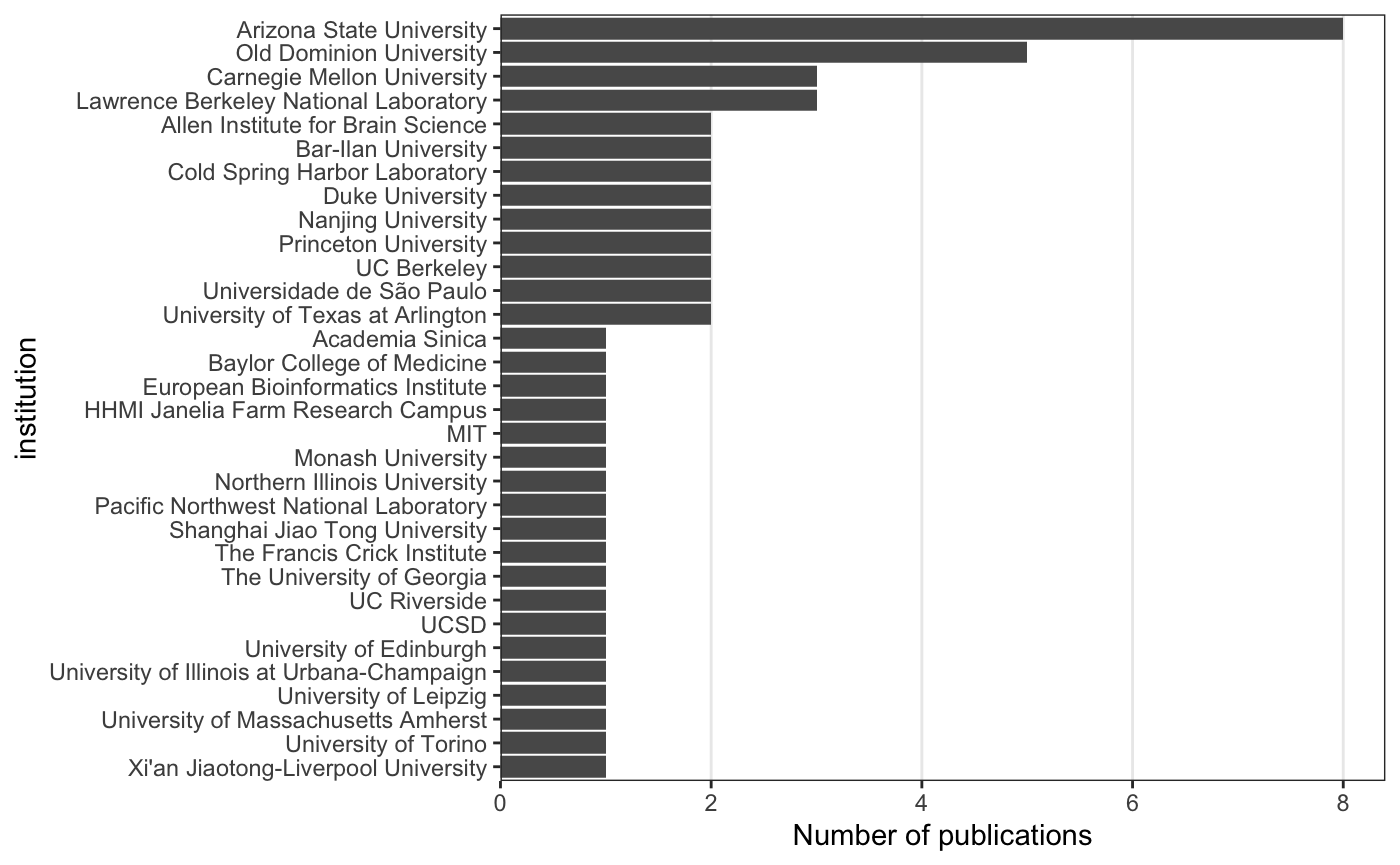 Arizona State University
Old Dominion University
Carnegie Mellon University
Lawrence Berkeley National Laboratory
Allen Institute for Brain Science
Bar-Ilan University
Cold Spring Harbor Laboratory
Duke University
Nanjing University
Princeton University
UC Berkeley
Universidade de São Paulo
University of Texas at Arlington
Academia Sinica
Baylor College of Medicine
European Bioinformatics Institute
HHMI Janelia Farm Research Campus
MIT
Monash University
Northern Illinois University
Pacific Northwest National Laboratory
Shanghai Jiao Tong University
The Francis Crick Institute
The University of Georgia
UC Riverside
UCSD
University of Edinburgh
University of Illinois at Urbana-Champaign
University of Leipzig
University of Massachusetts Amherst
University of Torino
Xi'an Jiaotong-Liverpool University
institution
0 2 4 6 8
Number of publications